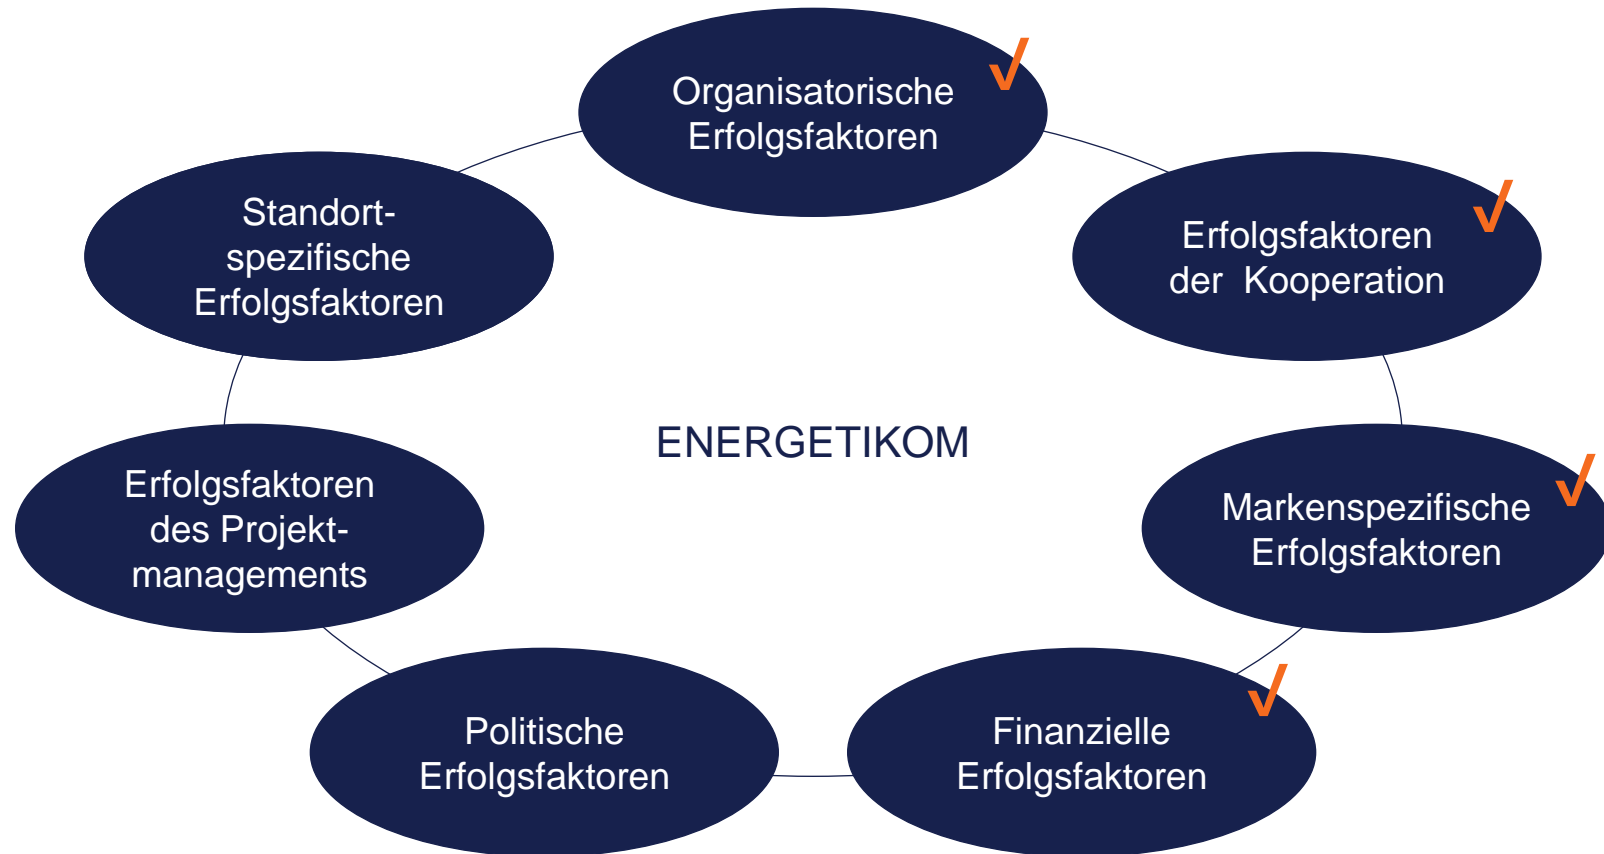 Organisatorische
Erfolgsfaktoren
Standort-
spezifische
Erfolgsfaktoren
Erfolgsfaktoren
der  Kooperation
ENERGETIKOM
Erfolgsfaktoren
des Projekt-
managements
Markenspezifische
Erfolgsfaktoren
Politische
Erfolgsfaktoren
Finanzielle
Erfolgsfaktoren